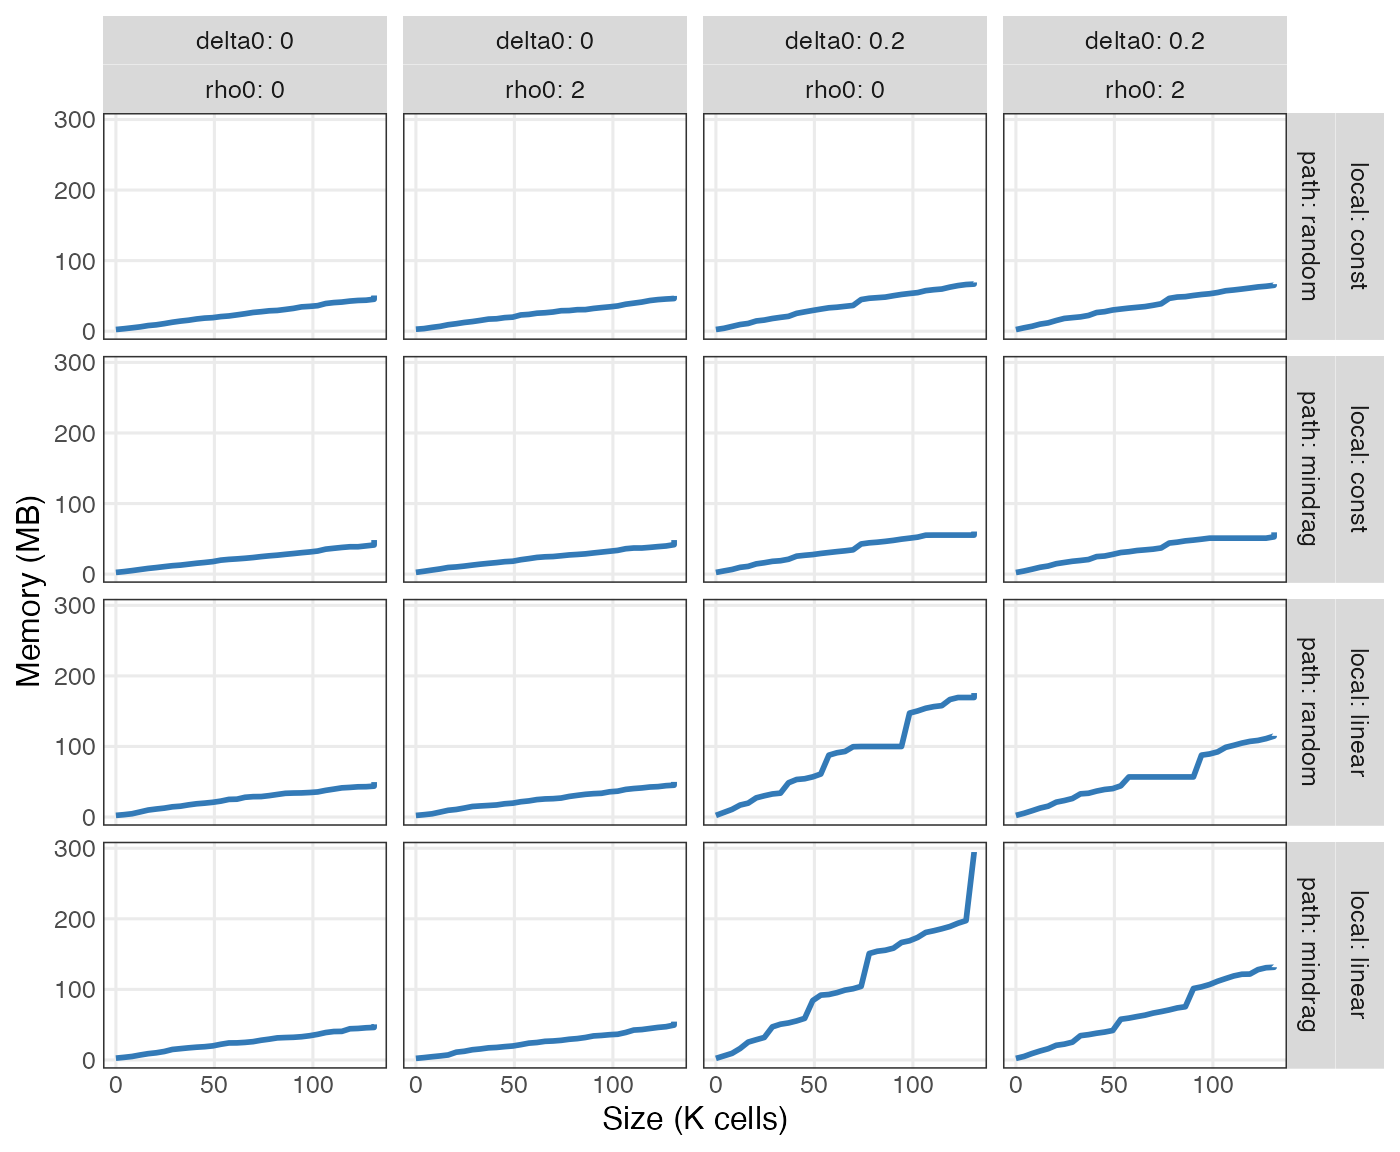 delta0: 0
delta0: 0
delta0: 0.2
delta0: 0.2
rho0: 0
rho0: 2
rho0: 0
rho0: 2
300
200
100
0
path: random
local: const
300
200
100
0
path: mindrag
local: const
300
200
100
0
path: random
local: linear
300
200
100
0
path: mindrag
local: linear
Memory (MB)
0 50 100
0 50 100
0 50 100
0 50 100
Size (K cells)